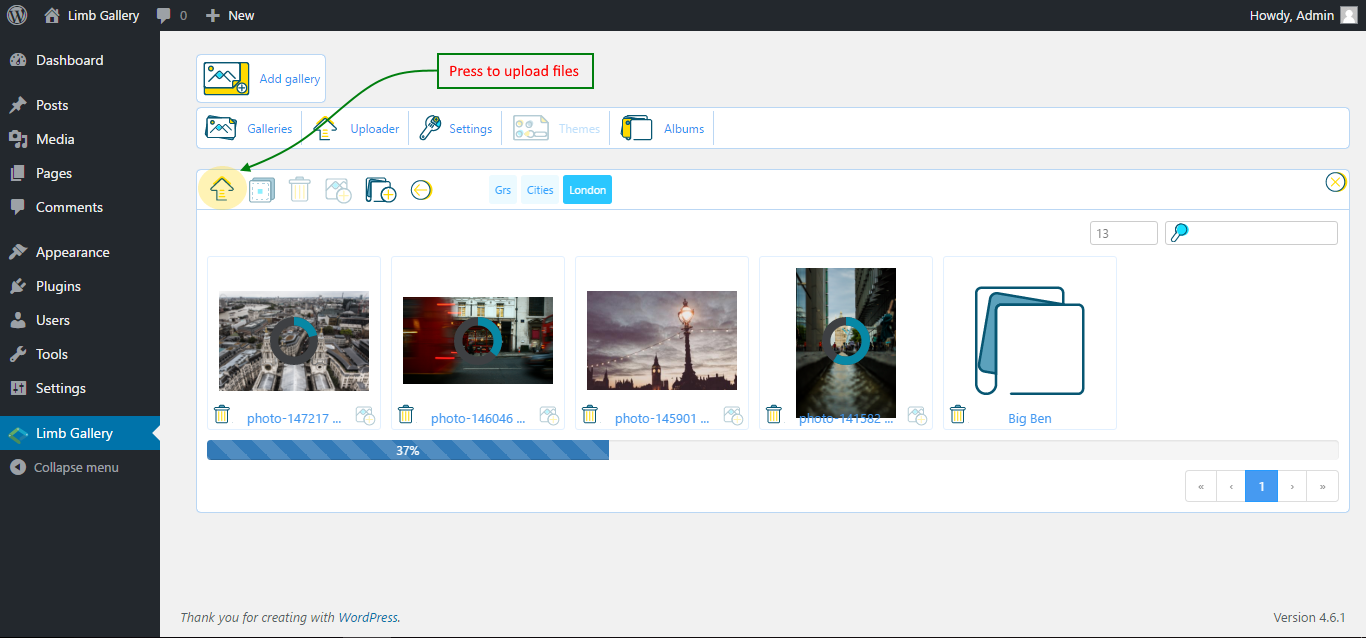 Limb Gallery 0 New Howdy, Admin
Dashboard
Posts
Media
Pages
Comments
Appearance
Plugins
Users
Tools
Settings
Limb Gallery
Collapse menu
Add gallery
Press to upload files
Galleries Uploader Settings Themes Albums
Grs Cities London
13
photo-147217 ... photo-146046 ... photo-145901 ... photo-141582 ... Big Ben
37%
« ‹ 1 › »
Thank you for creating with WordPress. Version 4.6.1